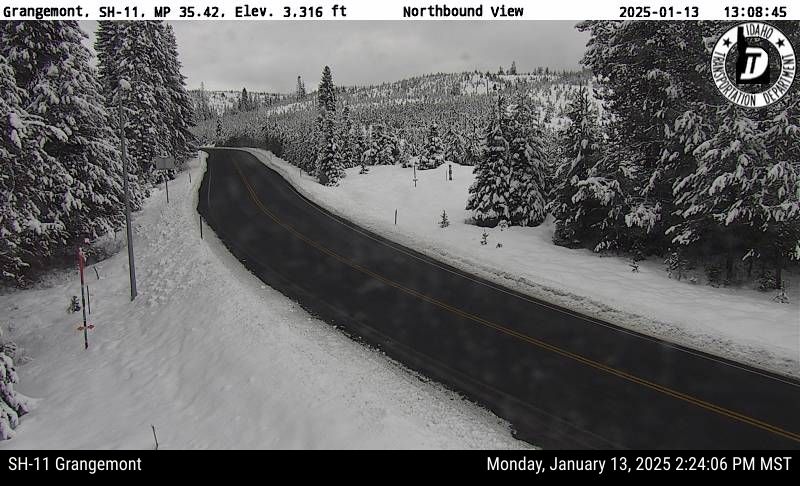 Grangemont, SH-11, MP 35.42, Elev. 3,316 ft Northbound View 2025-01-13 13:08:45
IDAHO
TRANSPORTATION DEPARTMENT
SH-11 Grangemont Monday, January 13, 2025 2:24:06 PM MST